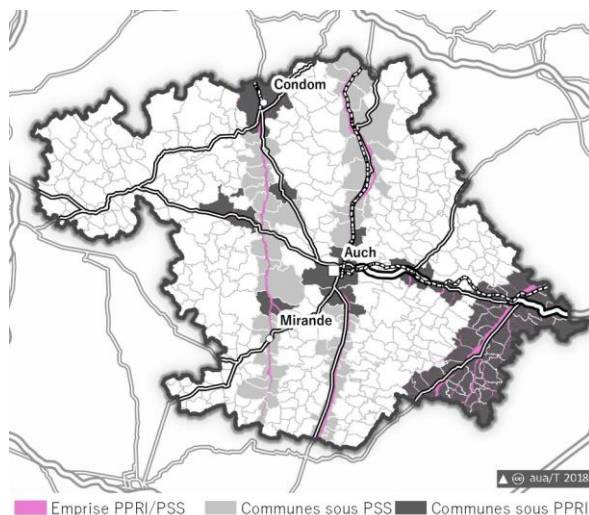 Condom
Auch
Mirande
aua/T 2018
Emprise PPRI/PSS
Communes sous PSS
Communes sous PPRI